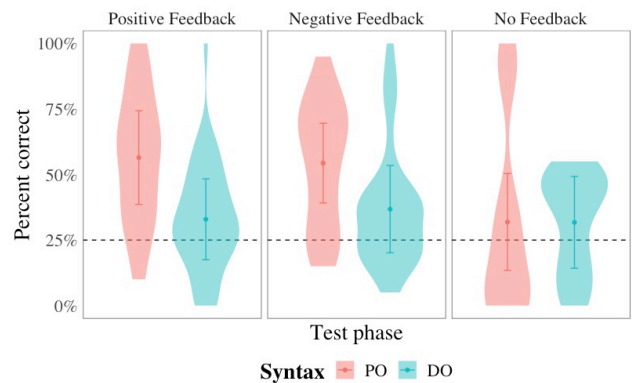 Positive Feedback Negative Feedback No Feedback
100%
75%
50%
25%
0%
Percent correct
Test phase
Syntax PO DO